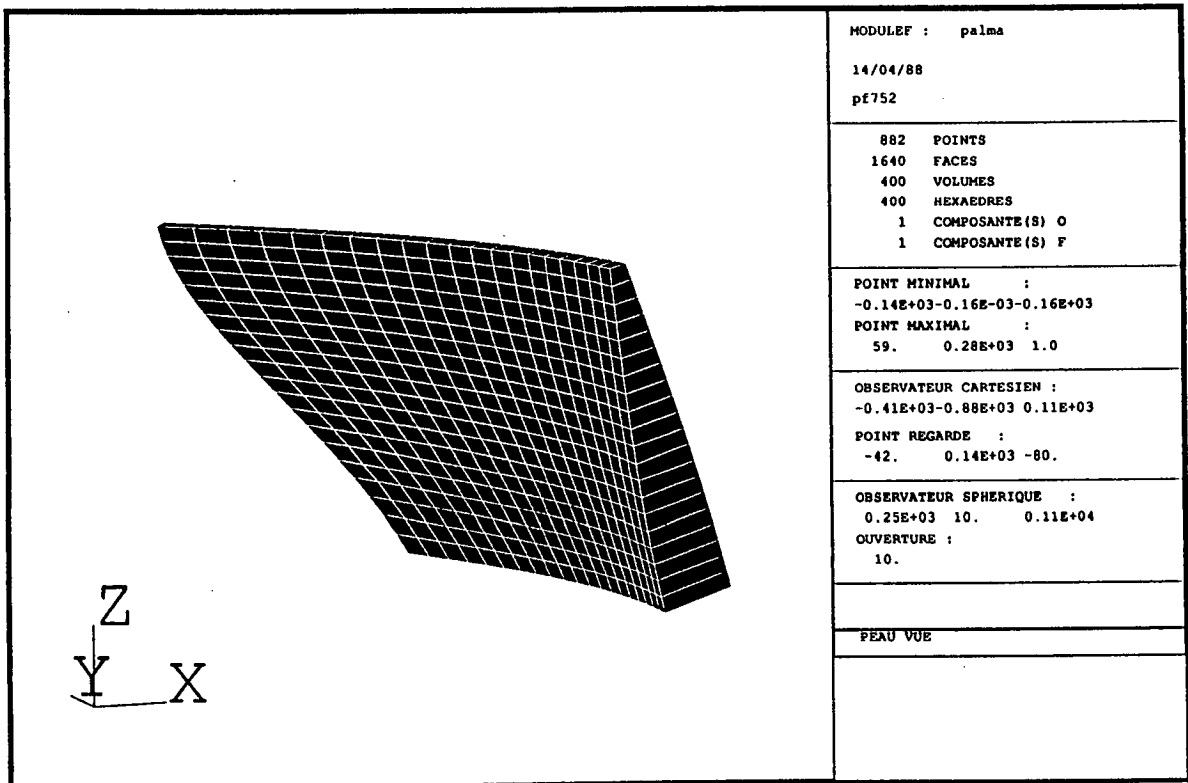 MODULEF : palma
14/04/88
pf752
882 POINTS
1640 FACES
400 VOLUMES
400 HEXAEDRES
1 COMPOSANTE(S) O
1 COMPOSANTE(S) F
POINT MINIMAL :
-0.14E+03-0.16E-03-0.16E+03
POINT MAXIMAL :
59. 0.28E+03 1.0
OBSERVATEUR CARTESIEN :
-0.41E+03-0.88E+03 0.11E+03
POINT REGARDE :
-42. 0.14E+03 -80.
OBSERVATEUR SPHERIQUE :
0.25E+03 10. 0.11E+04
OUVERTURE :
10.
PEAU VUE
Z
Y X